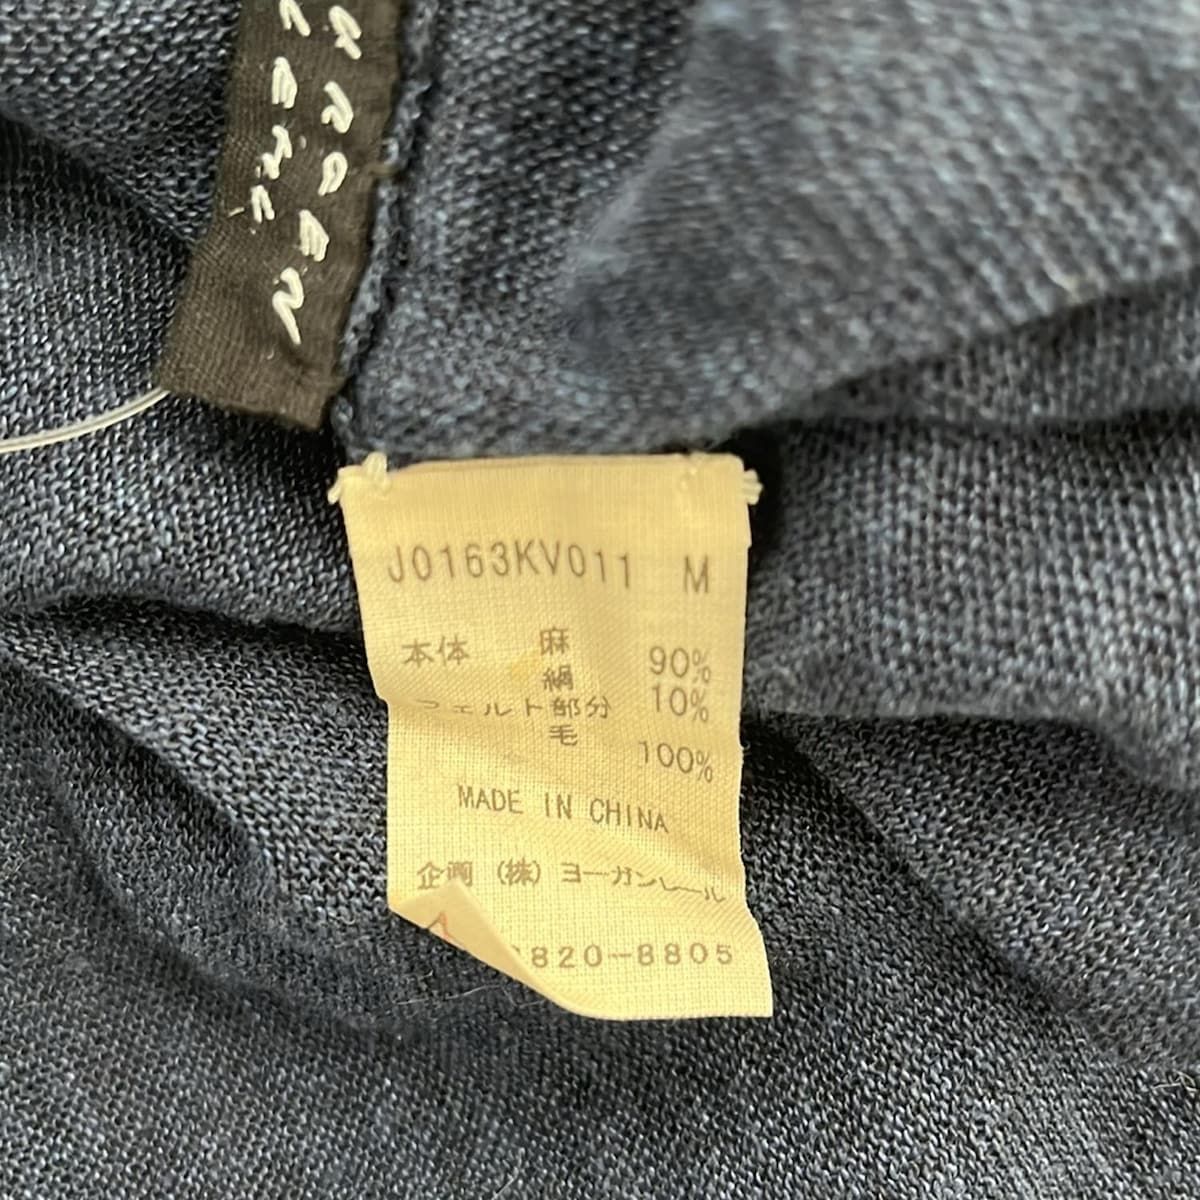 J0163KV011 M
本体 麻 90%
絹 10%
フェルト部分
毛 100%
MADE IN CHINA
企画 (株) ヨーガンレール
820-8805